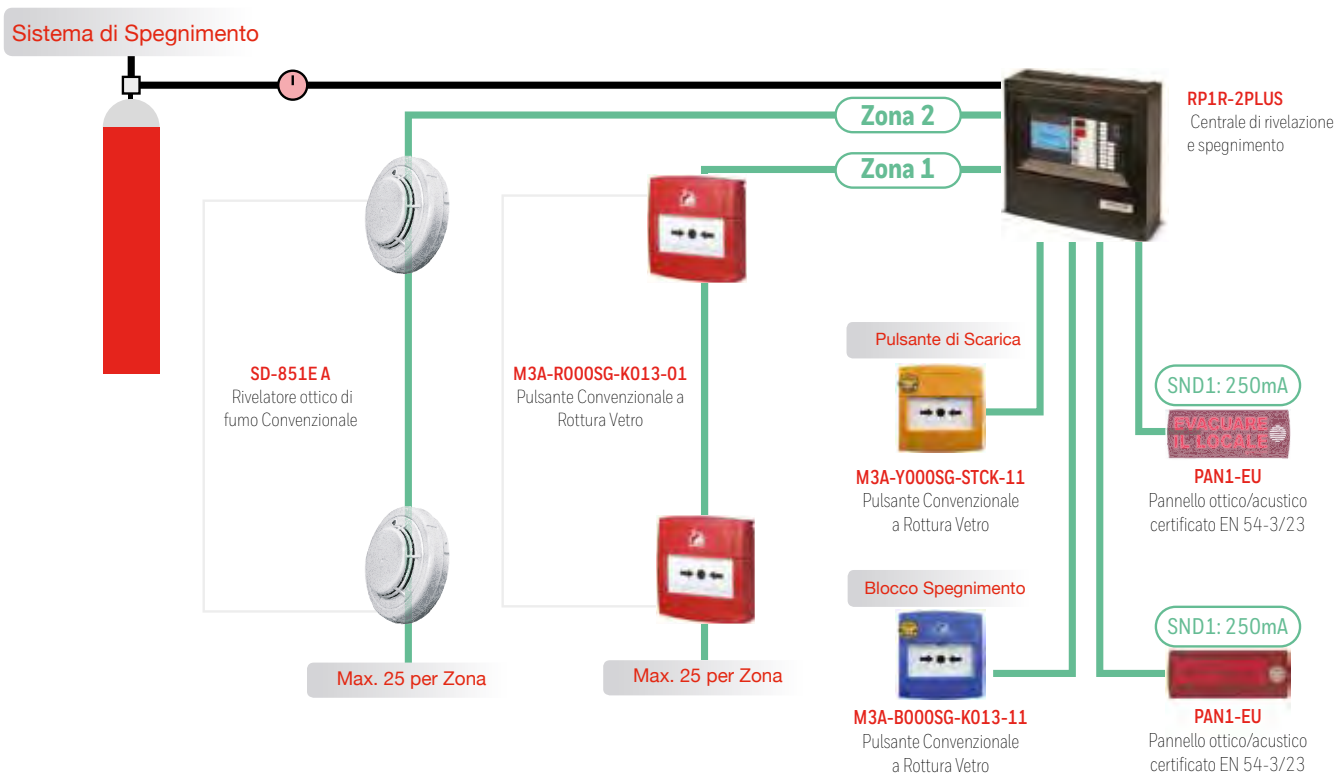 Sistema di Spegnimento
Zona 2
Zona 1
RP1R-2PLUS
Centrale di rivelazione
e spegnimento
SD-851E A
Rivelatore ottico di
fumo Convenzionale
M3A-R000SG-K013-01
Pulsante Convenzionale a
Rottura Vetro
Pulsante di Scarica
M3A-Y000SG-STCK-11
Pulsante Convenzionale
a Rottura Vetro
SND1: 250mA
EVACUARE
IL LOCALE
PAN1-EU
Pannello ottico/acustico
certificato EN 54-3/23
Blocco Spegnimento
M3A-B000SG-K013-11
Pulsante Convenzionale
a Rottura Vetro
SND1: 250mA
PAN1-EU
Pannello ottico/acustico
certificato EN 54-3/23
Max. 25 per Zona
Max. 25 per Zona